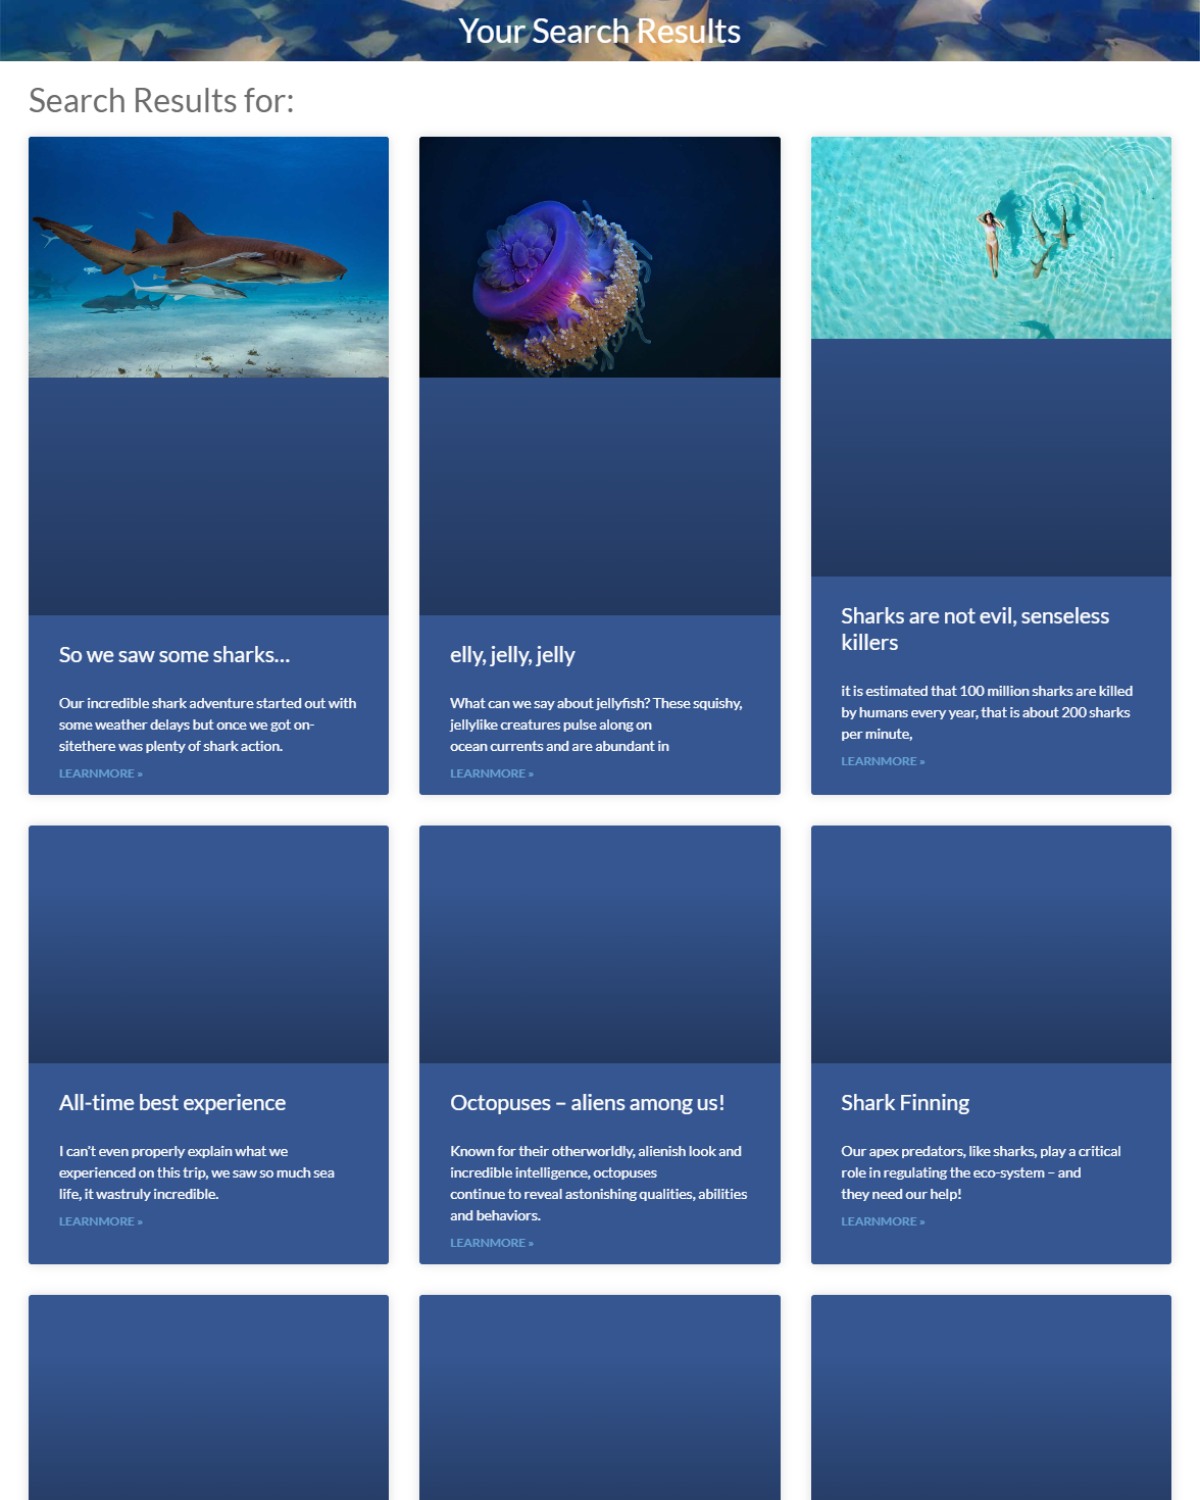 Your Search Results
Search Results for:
So we saw some sharks…
Our incredible shark adventure started out with
some weather delays but once we got on-
sitethere was plenty of shark action.
LEARNMORE »
elly, jelly, jelly
What can we say about jellyfish? These squishy,
jellylike creatures pulse along on
ocean currents and are abundant in
LEARNMORE »
Sharks are not evil, senseless
killers
it is estimated that 100 million sharks are killed
by humans every year, that is about 200 sharks
per minute,
LEARNMORE »
All-time best experience
I can't even properly explain what we
experienced on this trip, we saw so much sea
life, it wastruly incredible.
LEARNMORE »
Octopuses – aliens among us!
Known for their otherworldly, alienish look and
incredible intelligence, octopuses
continue to reveal astonishing qualities, abilities
and behaviors.
LEARNMORE »
Shark Finning
Our apex predators, like sharks, play a critical
role in regulating the eco-system – and
they need our help!
LEARNMORE »